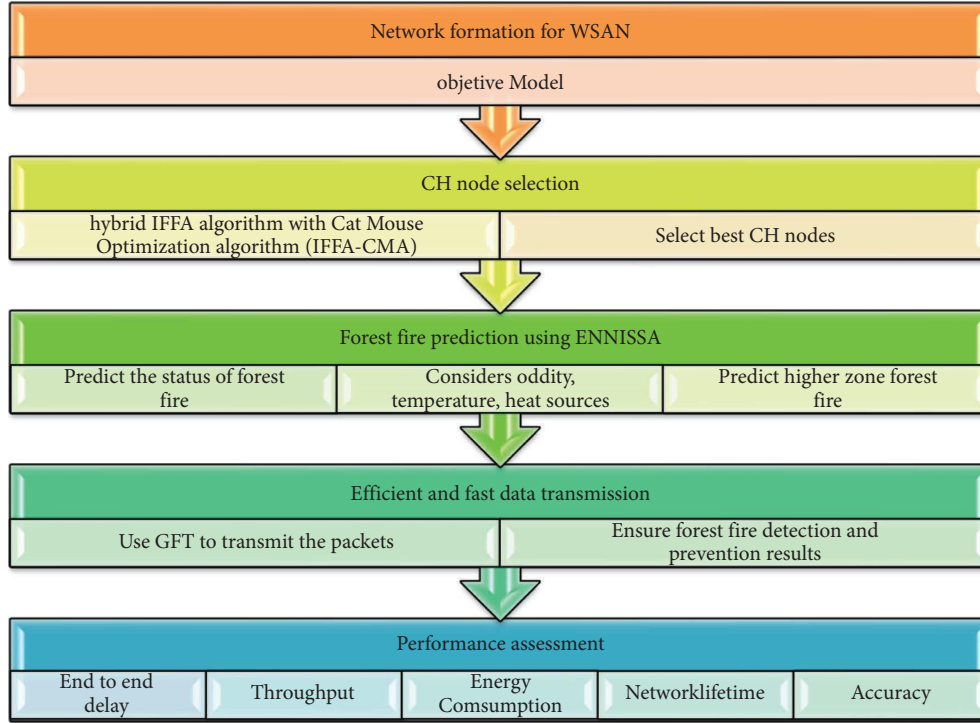 Network formation for WSAN
objetive Model
CH node selection
hybrid IFFA algorithm with Cat Mouse
Optimization algorithm (IFFA-CMA)
Select best CH nodes
Forest fire prediction using ENNISSA
Predict the status of forest
fire
Considers oddity,
temperature, heat sources
Predict higher zone forest
fire
Efficient and fast data transmission
Use GFT to transmit the packets
Ensure forest fire detection and
prevention results
Performance assessment
End to end
delay
Throughput
Energy
Comsumption
Networklifetime
Accuracy